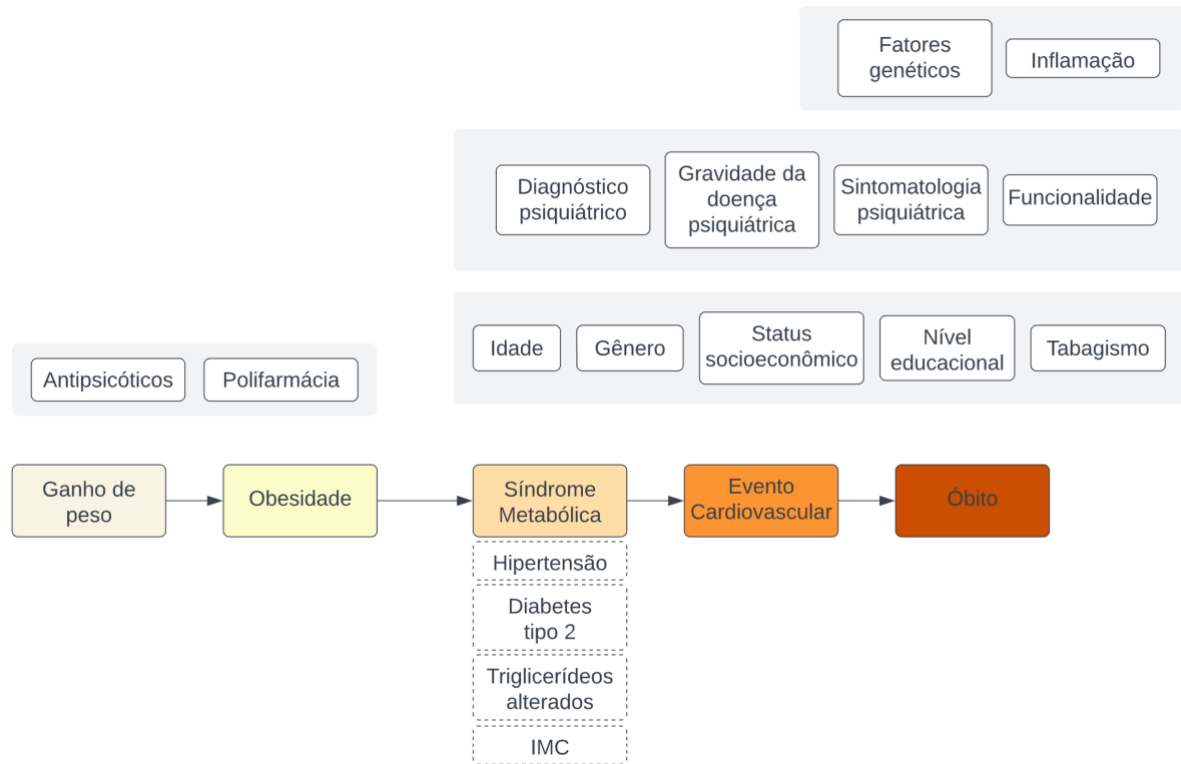 Fatores
genéticos
Inflamação
Diagnóstico
psiquiátrico
Gravidade da
doença
psiquiátrica
Sintomatologia
psiquiátrica
Funcionalidade
Idade
Gênero
Status
socioeconômico
Nível
educacional
Tabagismo
Antipsicóticos
Polifarmácia
Ganho de
peso
Obesidade
Síndrome
Metabólica
Evento
Cardiovascular
Óbito
Hipertensão
Diabetes
tipo 2
Triglicerídeos
alterados
IMC